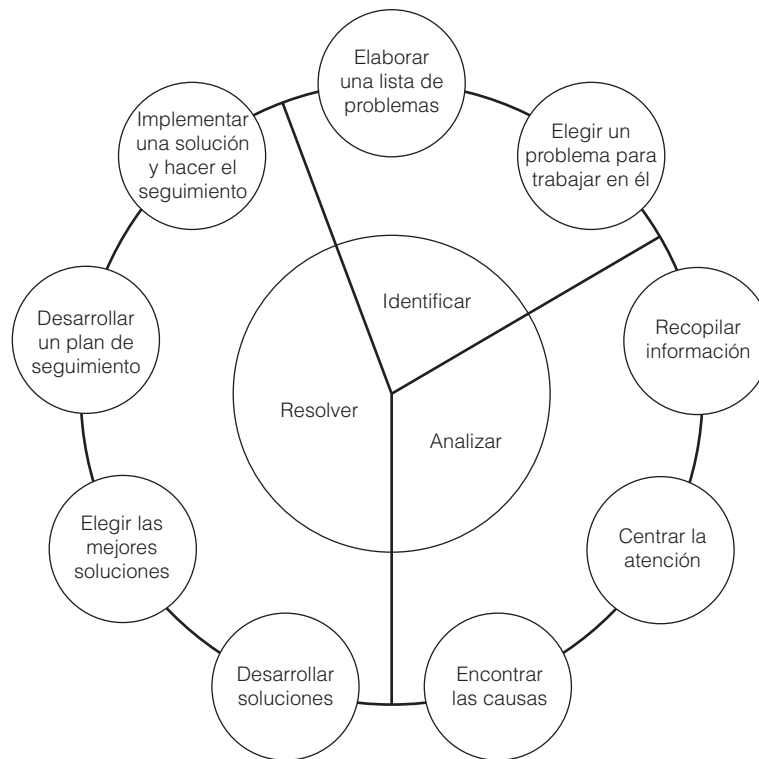 Elaborar
una lista de
problemas
Elegir un
problema para
trabajar en él
Recopilar
información
Centrar la
atención
Encontrar
las causas
Desarrollar
soluciones
Elegir las
mejores
soluciones
Desarrollar
un plan de
seguimiento
Implementar
una solución
y hacer el
seguimiento
Identificar
Analizar
Resolver